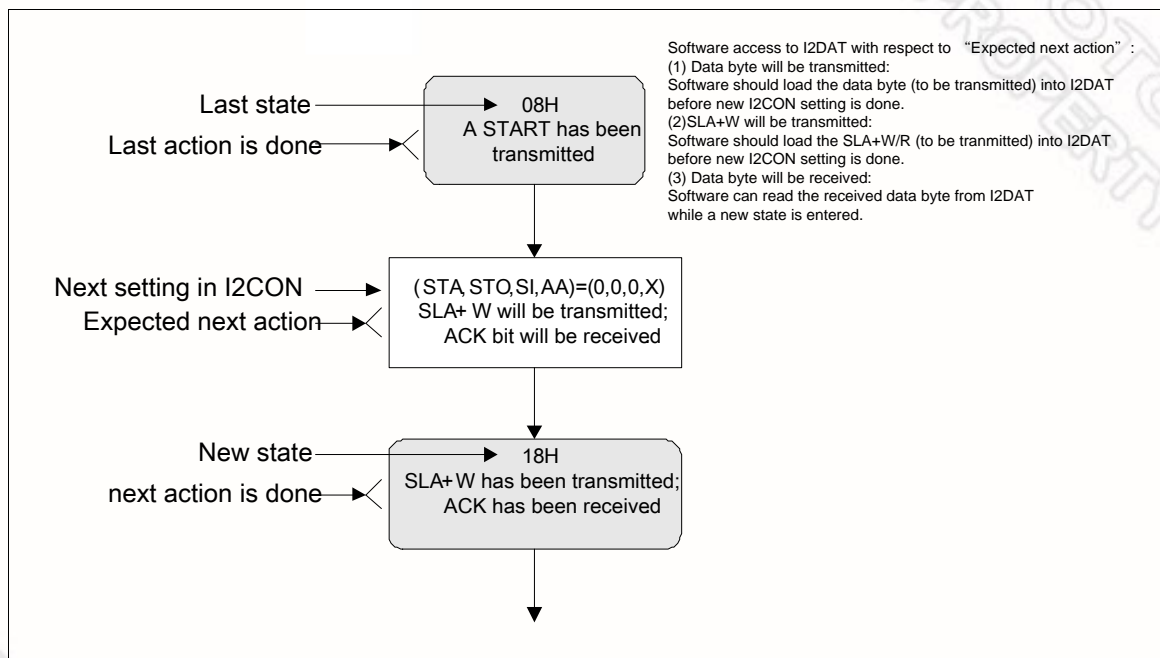 Software access to I2DAT with respect to “Expected next action”:
(1) Data byte will be transmitted:
Software should load the data byte (to be transmitted) into I2DAT
before new I2CON setting is done.
(2)SLA+W will be transmitted:
Software should load the SLA+W/R (to be tranmitted) into I2DAT
before new I2CON setting is done.
(3) Data byte will be received:
Software can read the received data byte from I2DAT
while a new state is entered.
Last state
Last action is done
08H
A START has been
transmitted
Next setting in I2CON
Expected next action
(STA,STO,SI,AA)=(0,0,0,X)
SLA+W will be transmitted;
ACK bit will be received
New state
next action is done
18H
SLA+W has been transmitted;
ACK has been received